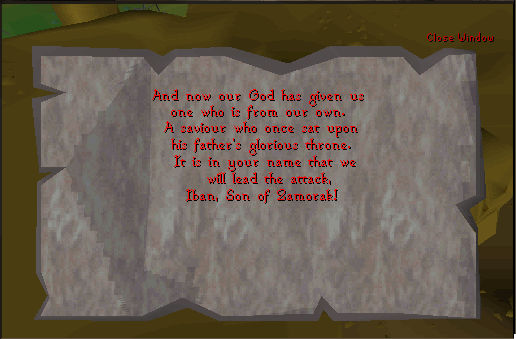 Close Window
And now our God has given us
one who is from our own.
A saviour who once sat upon
his father's glorious throne.
It is in your name that we
will lead the attack,
Iban, Son of Zamorak!